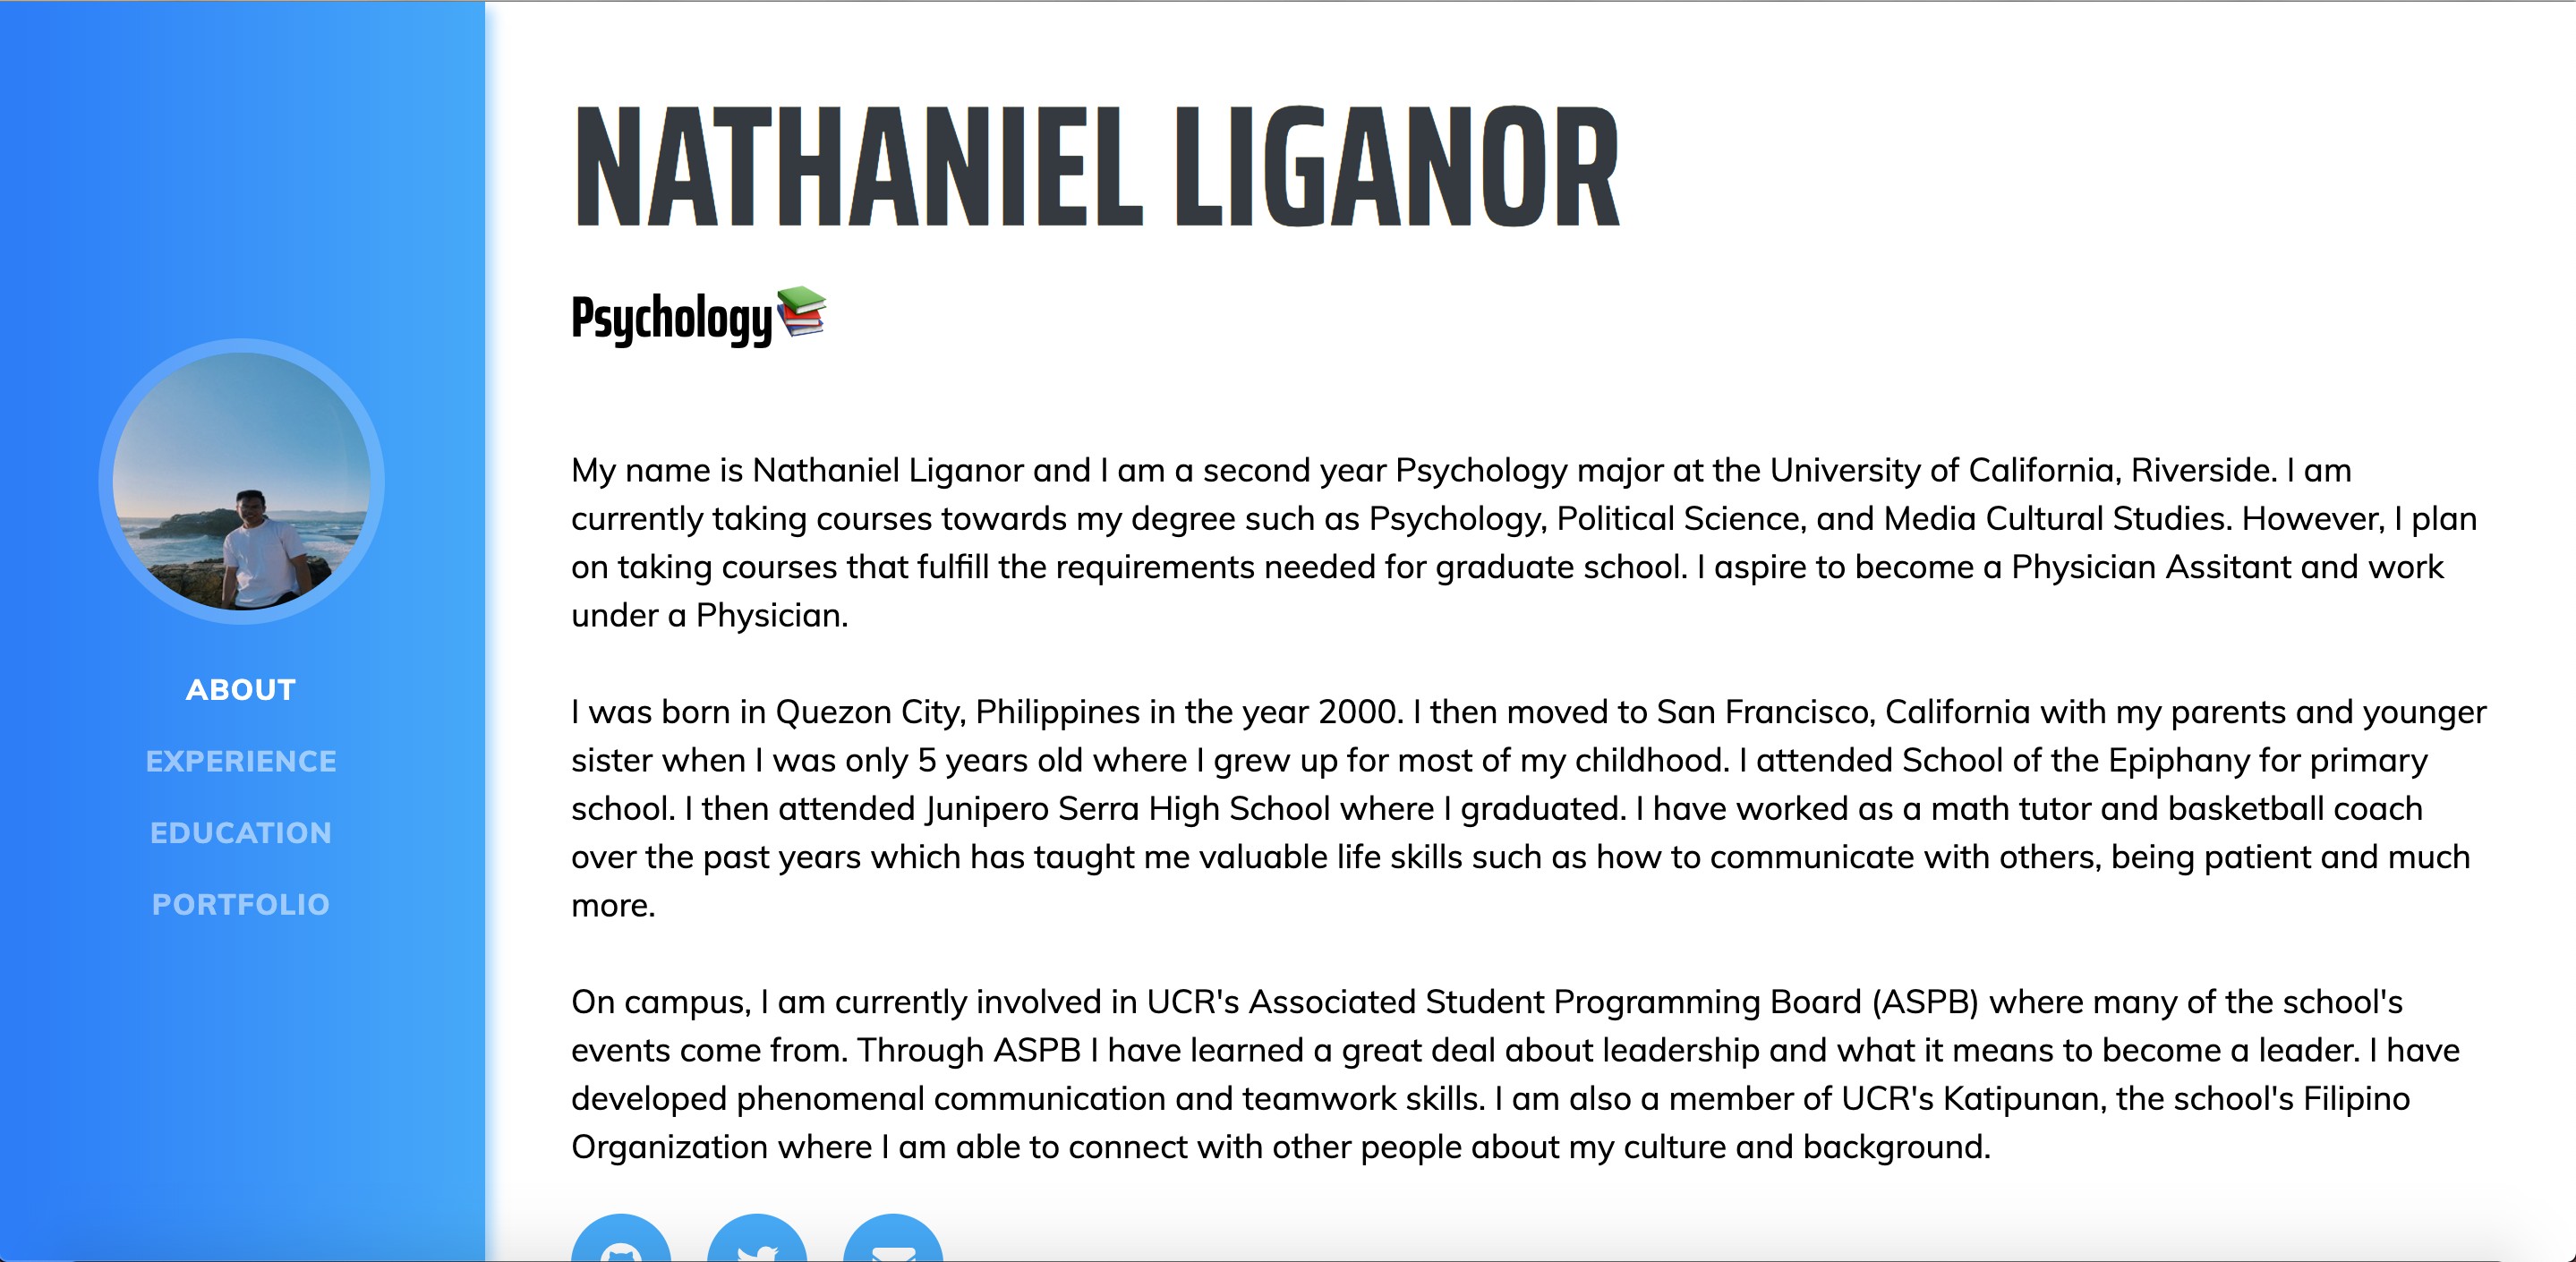 NATHANIEL LIGANOR
Psychology📚
ABOUT
EXPERIENCE
EDUCATION
PORTFOLIO
My name is Nathaniel Liganor and I am a second year Psychology major at the University of California, Riverside. I am
currently taking courses towards my degree such as Psychology, Political Science, and Media Cultural Studies. However, I plan
on taking courses that fulfill the requirements needed for graduate school. I aspire to become a Physician Assitant and work
under a Physician.
I was born in Quezon City, Philippines in the year 2000. I then moved to San Francisco, California with my parents and younger
sister when I was only 5 years old where I grew up for most of my childhood. I attended School of the Epiphany for primary
school. I then attended Junipero Serra High School where I graduated. I have worked as a math tutor and basketball coach
over the past years which has taught me valuable life skills such as how to communicate with others, being patient and much
more.
On campus, I am currently involved in UCR's Associated Student Programming Board (ASPB) where many of the school's
events come from. Through ASPB I have learned a great deal about leadership and what it means to become a leader. I have
developed phenomenal communication and teamwork skills. I am also a member of UCR's Katipunan, the school's Filipino
Organization where I am able to connect with other people about my culture and background.